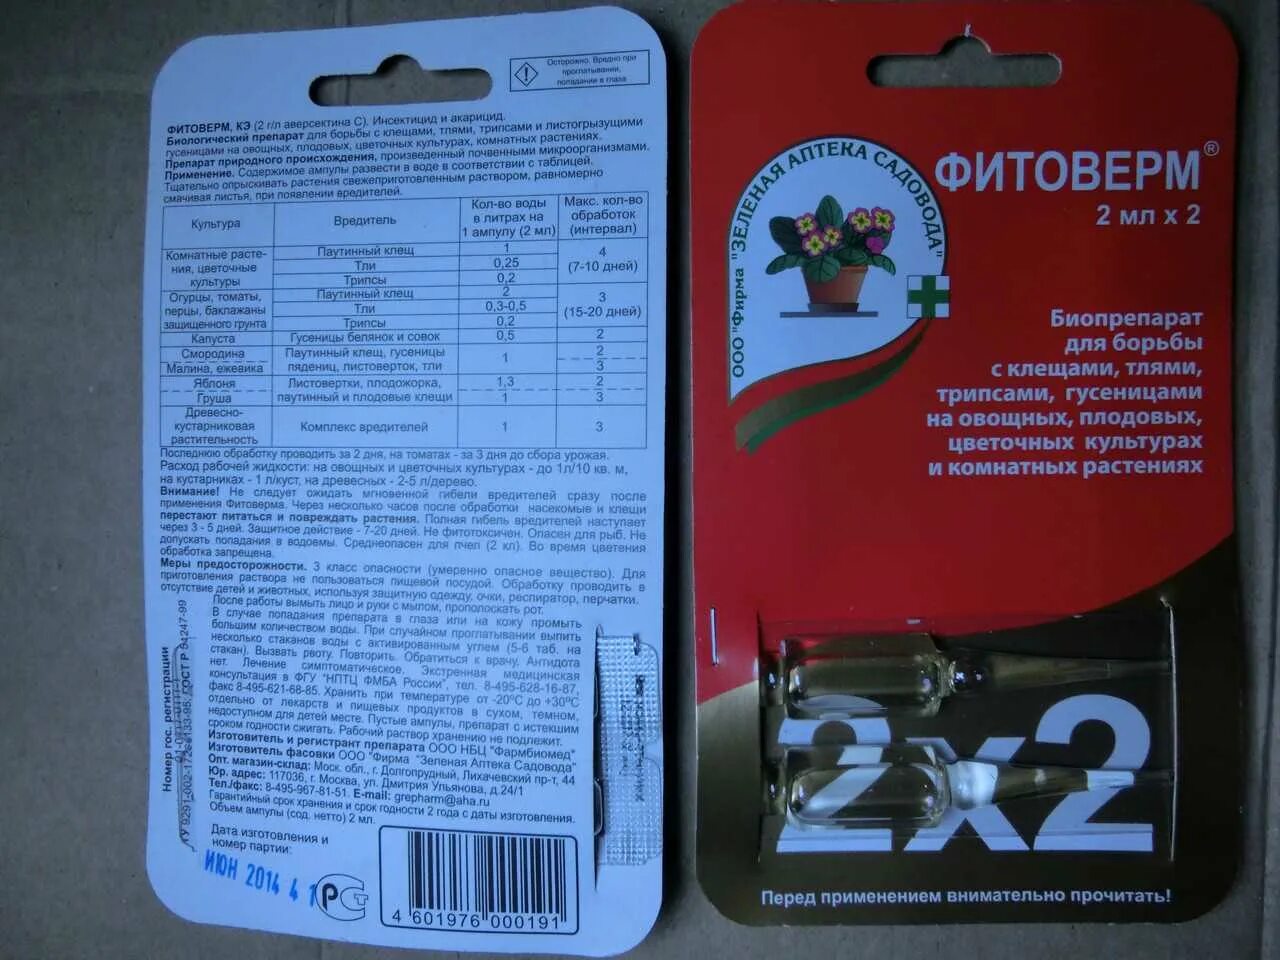 Осторожно. Вредно при
проглатывании,
попадании в глаза
ФИТОВЕРМ, КЭ (2 г/л аверсектина С). Инсектицид и акарицид.
Биологический препарат для борьбы с клещами, тлями, трипсами и листогрызущими
гусеницами на овощных, плодовых, цветочных культурах, комнатных растениях.
Препарат природного происхождения, произведенный почвенными микроорганизмами.
Применение. Содержимое ампулы развести в воде в соответствии с таблицей.
Тщательно опрыскивать растения свежеприготовленным раствором, равномерно
смачивая листья, при появлении вредителей.
Культура Вредитель Кол-во воды в литрах на 1 ампулу (2 мл) Макс. кол-во обработок (интервал)
Комнатные расте-
ния, цветочные
культуры
Паутинный клещ 1
Тли 0,25
Трипсы 0,2
4
(7-10 дней)
Огурцы, томаты,
перцы, баклажаны
защищенного грунта
Паутинный клещ 2
Тли 0,3-0,5
Трипсы 0,2
3
(15-20 дней)
Капуста Гусеницы белянок и совок 0,5 2
Смородина
Малина, ежевика
Паутинный клещ, гусеницы
пядениц, листоверток, тли
1
2
3
Яблоня Листовертки, плодожорка, 1,3 2
Груша паутинный и плодовые клещи 1 3
Древесно-
кустарниковая
растительность
Комплекс вредителей 1 3
Последнюю обработку проводить за 2 дня, на томатах - за 3 дня до сбора урожая.
Расход рабочей жидкости: на овощных и цветочных культурах - до 1л/10 кв. м,
на кустарниках - 1 л/куст, на древесных - 2-5 л/дерево.
Внимание! Не следует ожидать мгновенной гибели вредителей сразу после
применения Фитоверма. Через несколько часов после обработки насекомые и клещи
перестают питаться и повреждать растения. Полная гибель вредителей наступает
через 3 - 5 дней. Защитное действие - 7-20 дней. Не фитотоксичен. Опасен для рыб. Не
допускать попадания в водоемы. Среднеопасен для пчел (2 кл). Во время цветения
обработка запрещена.
Меры предосторожности. 3 класс опасности (умеренно опасное вещество). Для
приготовления раствора не пользоваться пищевой посудой. Обработку проводить в
отсутствие детей и животных, используя защитную одежду, очки, респиратор, перчатки.
После работы вымыть лицо и руки с мылом, прополоскать рот.
В случае попадания препарата в глаза или на кожу промыть
большим количеством воды. При случайном проглатывании выпить
несколько стаканов воды с активированным углем (5-6 таб. на
стакан). Вызвать рвоту. Повторить. Обратиться к врачу. Антидота
нет. Лечение симптоматическое. Экстренная медицинская
консультация в ФГУ "НПТЦ ФМБА России", тел. 8-495-628-16-87,
факс 8-495-621-68-85. Хранить при температуре от -20°С до +30°С
отдельно от лекарств и пищевых продуктов в сухом, темном,
недоступном для детей месте. Пустые ампулы, препарат с истекшим
сроком годности сжигать. Рабочий раствор хранению не подлежит.
Изготовитель и регистрант препарата ООО НБЦ "Фармбиомед"
Изготовитель фасовки ООО "Фирма "Зеленая Аптека Садовода"
Опт. магазин-склад: Моск. обл., г. Долгопрудный, Лихачевский пр-т, 44
Юр. адрес: 117036, г. Москва, ул. Дмитрия Ульянова, д.24/1
Тел./факс: 8-495-967-81-51. E-mail: grepharm@aha.ru
Гарантийный срок хранения и срок годности 2 года с даты изготовления.
Объем ампулы (сод. нетто) 2 мл.
Номер гос. регистрации
ГОСТ Р
Дата изготовления и
номер партии:
ИЮН 2014 4 1
РСТ
4 601976 000191
ООО "Фирма "ЗЕЛЕНАЯ АПТЕКА САДОВОДА"
ФИТОВЕРМ®
2 мл х 2
Биопрепарат
для борьбы
с клещами, тлями,
трипсами, гусеницами
на овощных, плодовых,
цветочных культурах
и комнатных растениях
2х2
Перед применением внимательно прочитать!